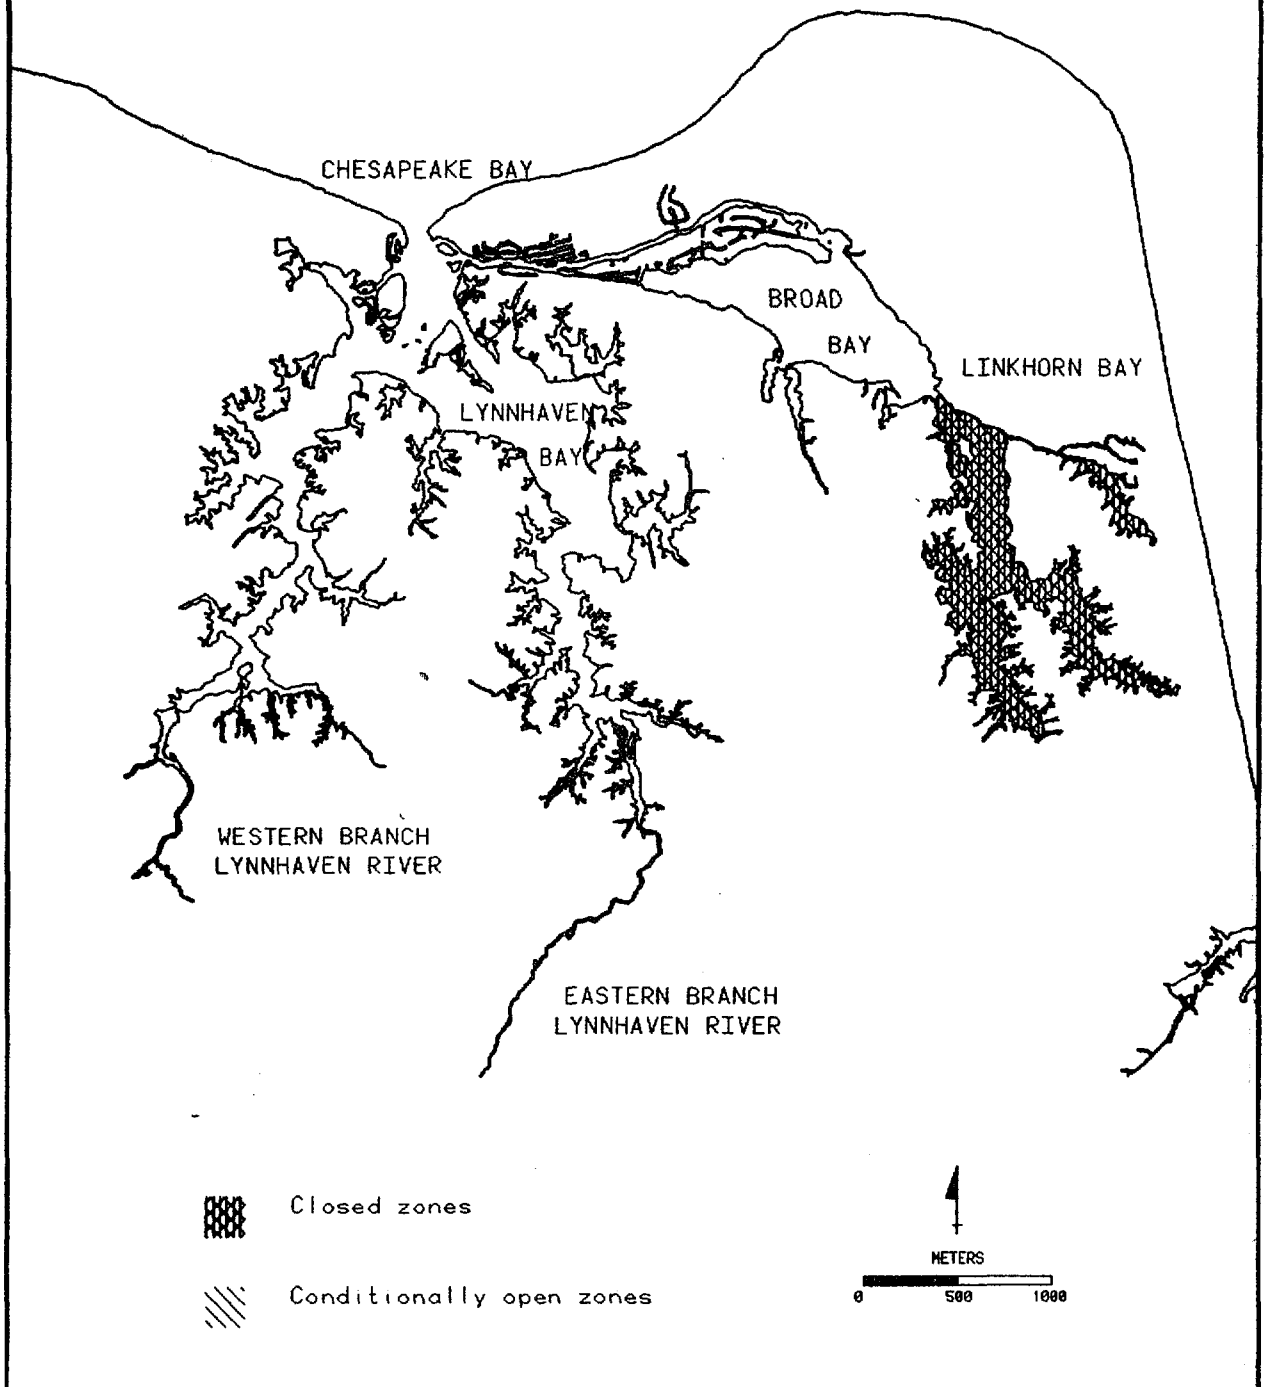 CHESAPEAKE BAY
BROAD
BAY
LINKHORN BAY
LYNNHAVEN
BAY
WESTERN BRANCH
LYNNHAVEN RIVER
EASTERN BRANCH
LYNNHAVEN RIVER
Closed zones
Conditionally open zones
METERS
0 500 1000